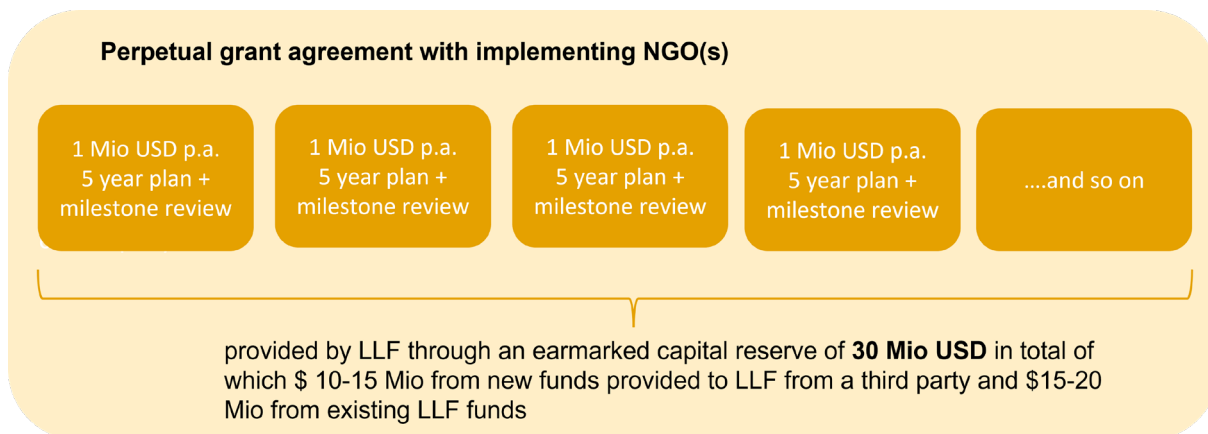 Perpetual grant agreement with implementing NGO(s)
1 Mio USD p.a.
5 year plan +
milestone review
1 Mio USD p.a.
5 year plan +
milestone review
1 Mio USD p.a.
5 year plan +
milestone review
1 Mio USD p.a.
5 year plan +
milestone review
….and so on
provided by LLF through an earmarked capital reserve of 30 Mio USD in total of
which $ 10-15 Mio from new funds provided to LLF from a third party and $15-20
Mio from existing LLF funds